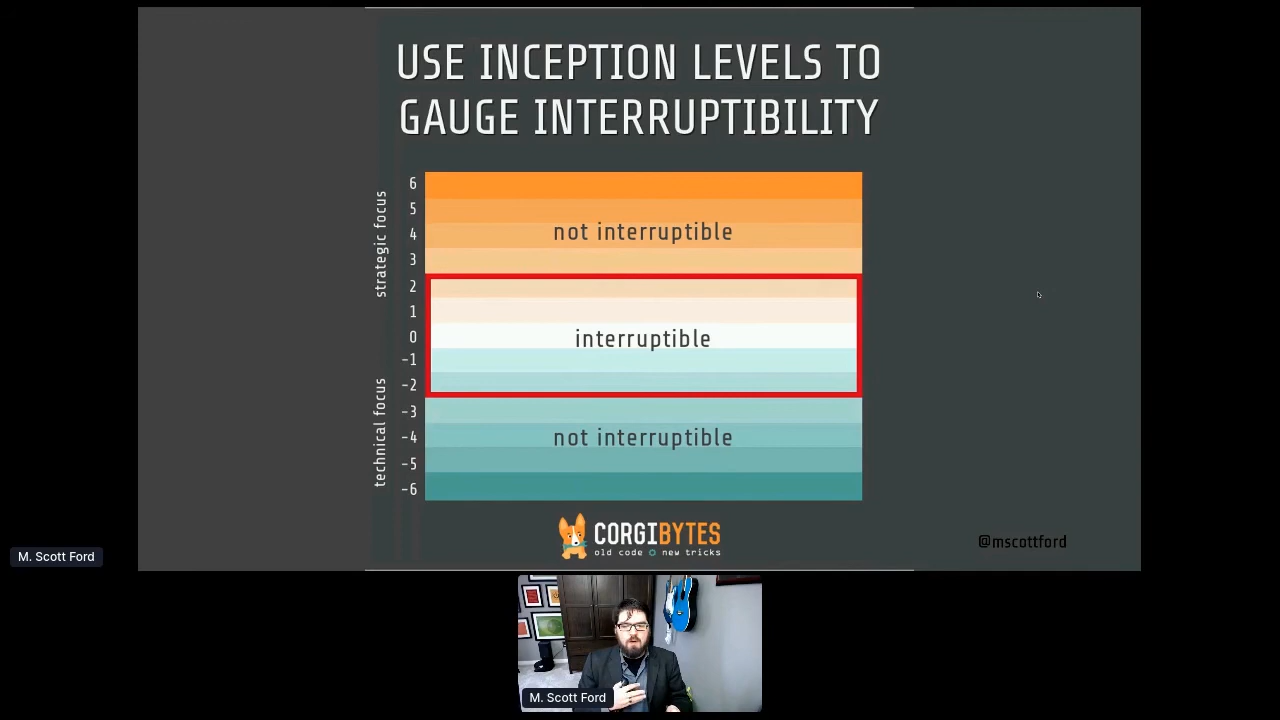 USE INCEPTION LEVELS TO
GAUGE INTERRUPTIBILITY
strategic focus
technical focus
6
5
4
3
2
1
0
-1
-2
-3
-4
-5
-6
not interruptible
interruptible
not interruptible
CORGIBYTES
old code new tricks
@mscottford
M. Scott Ford
M. Scott Ford